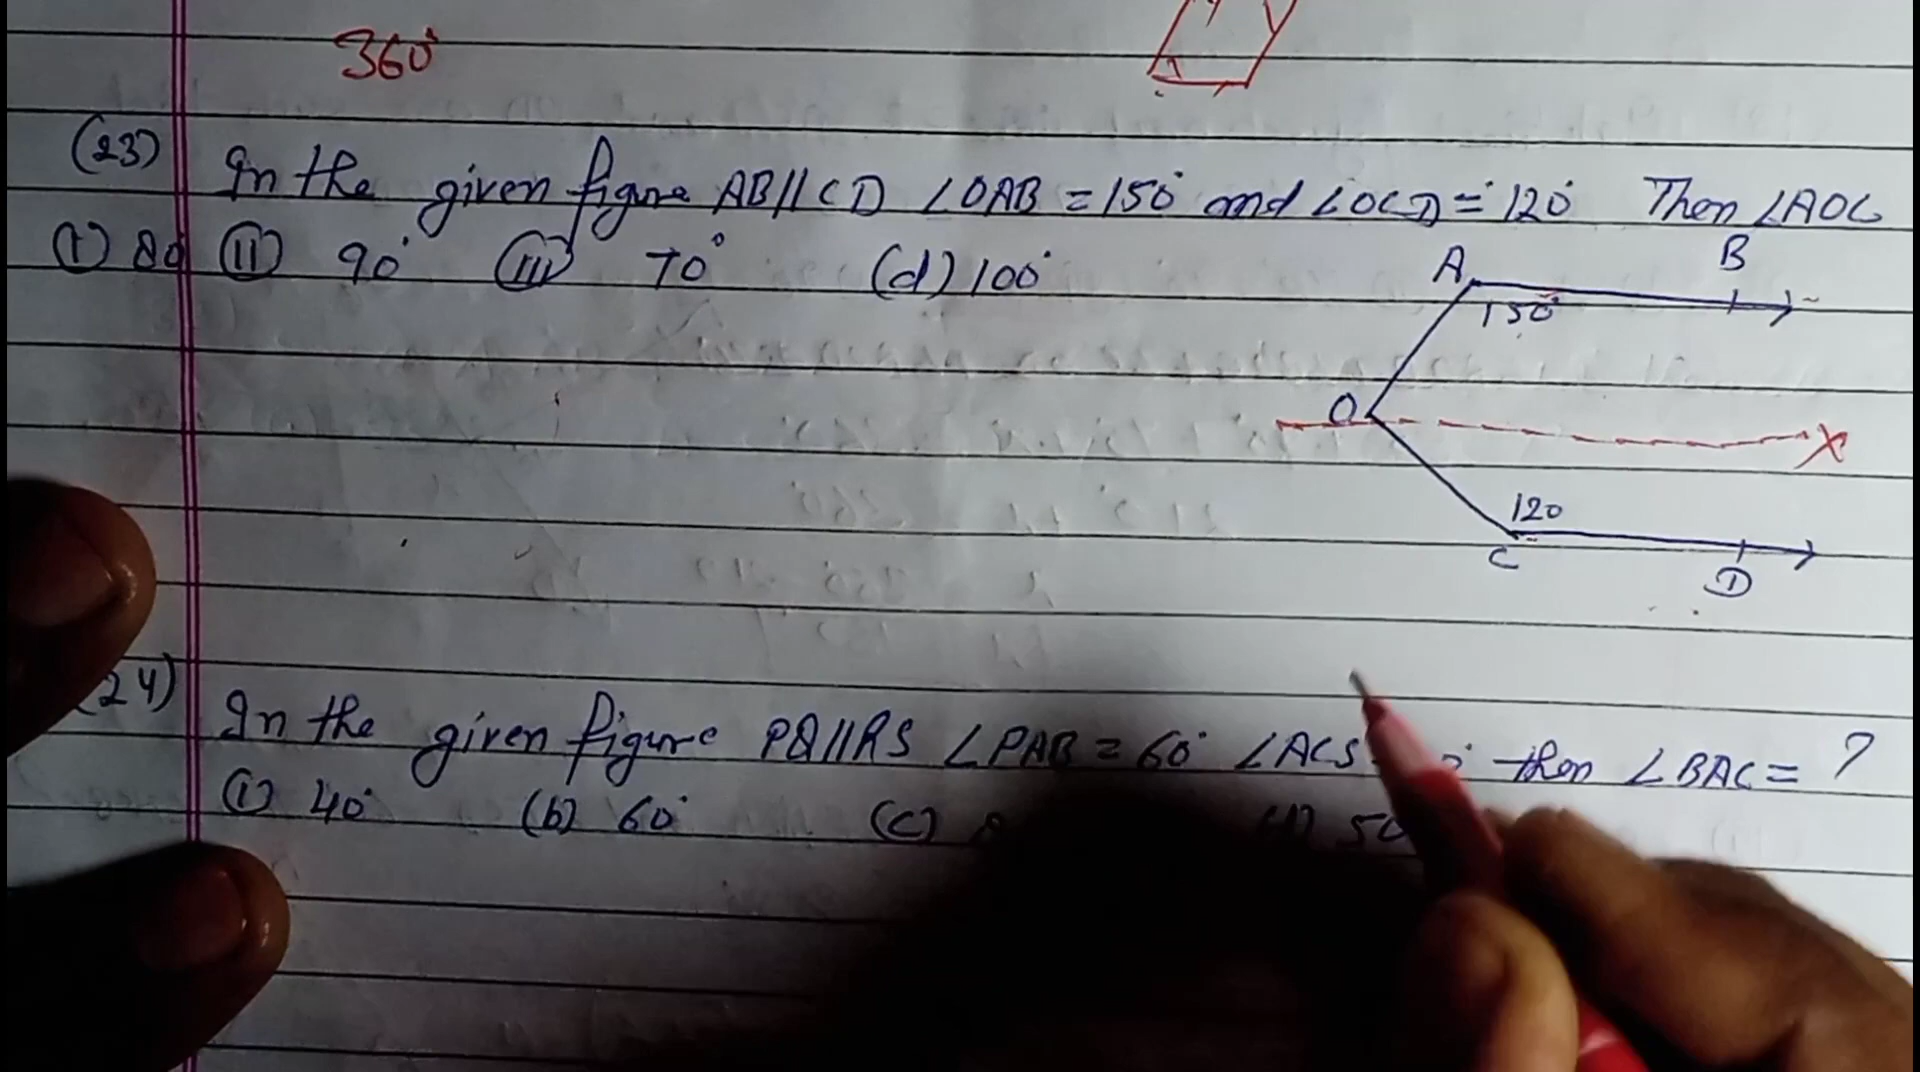 360°
(23) In the given figure AB//CD ∠OAB = 150° and ∠OCD = 120° Then ∠AOC
(I) 80 (II) 90° (III) 70° (d) 100°
A B
150°
O X
120
C
D
24) In the given figure PQ//RS ∠PAB = 60° ∠ACS then ∠BAC = ?
(I) 40° (b) 60° (c) 50